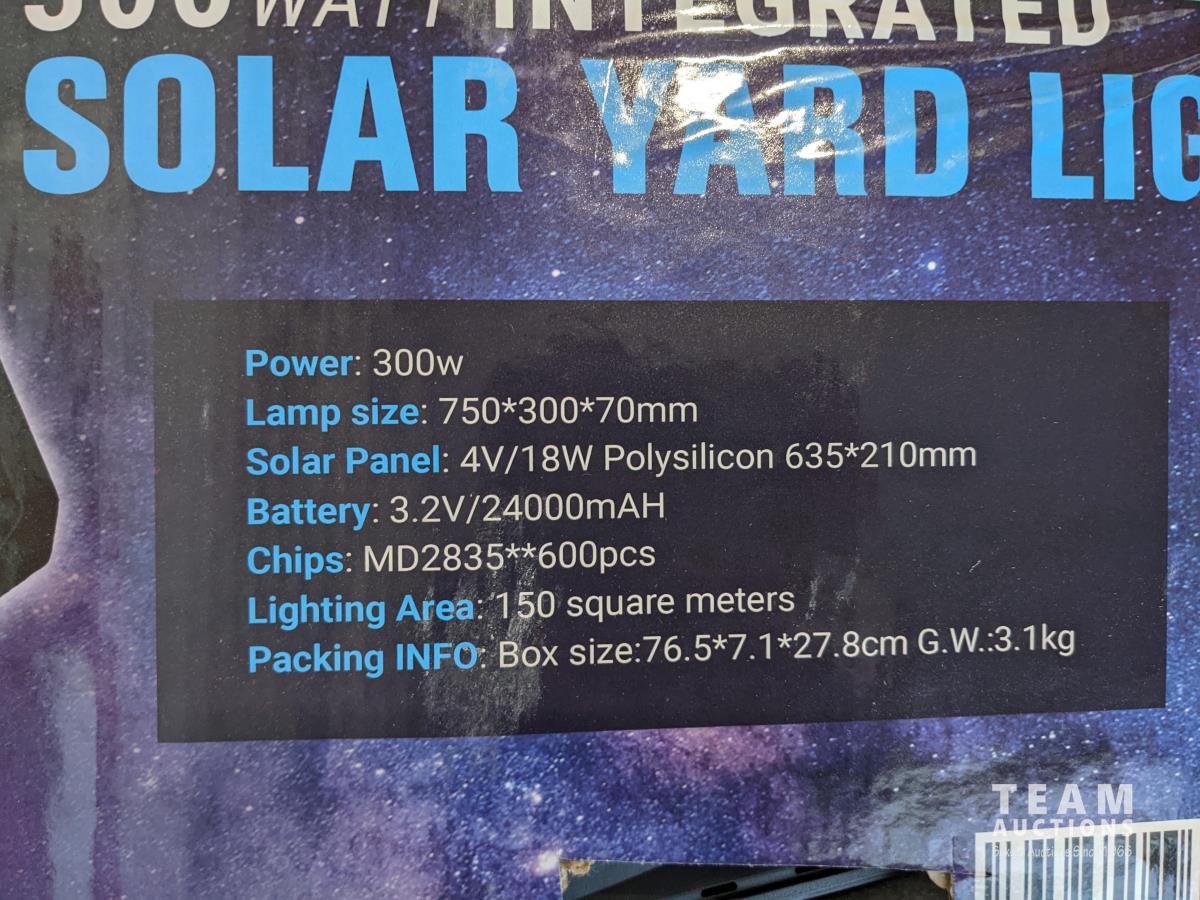 300WATT INTEGRATED
SOLAR YARD LIG
Power: 300w
Lamp size: 750*300*70mm
Solar Panel: 4V/18W Polysilicon 635*210mm
Battery: 3.2V/24000mAH
Chips: MD2835**600pcs
Lighting Area: 150 square meters
Packing INFO: Box size:76.5*7.1*27.8cm G.W.:3.1kg
TEAM
AUCTIONS